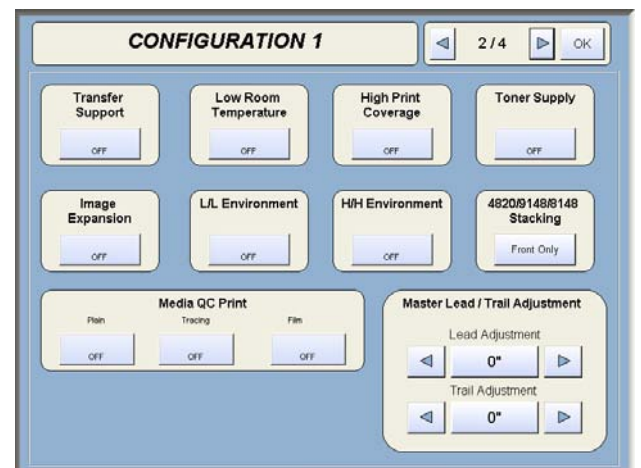 CONFIGURATION 1
2/4
OK
Transfer
Support
OFF
Low Room
Temperature
OFF
High Print
Coverage
OFF
Toner Supply
OFF
Image
Expansion
OFF
L/L Environment
OFF
H/H Environment
OFF
4820/9148/8148
Stacking
Front Only
Media QC Print
Plain Tracing Film
OFF OFF OFF
Master Lead / Trail Adjustment
Lead Adjustment
0"
Trail Adjustment
0"